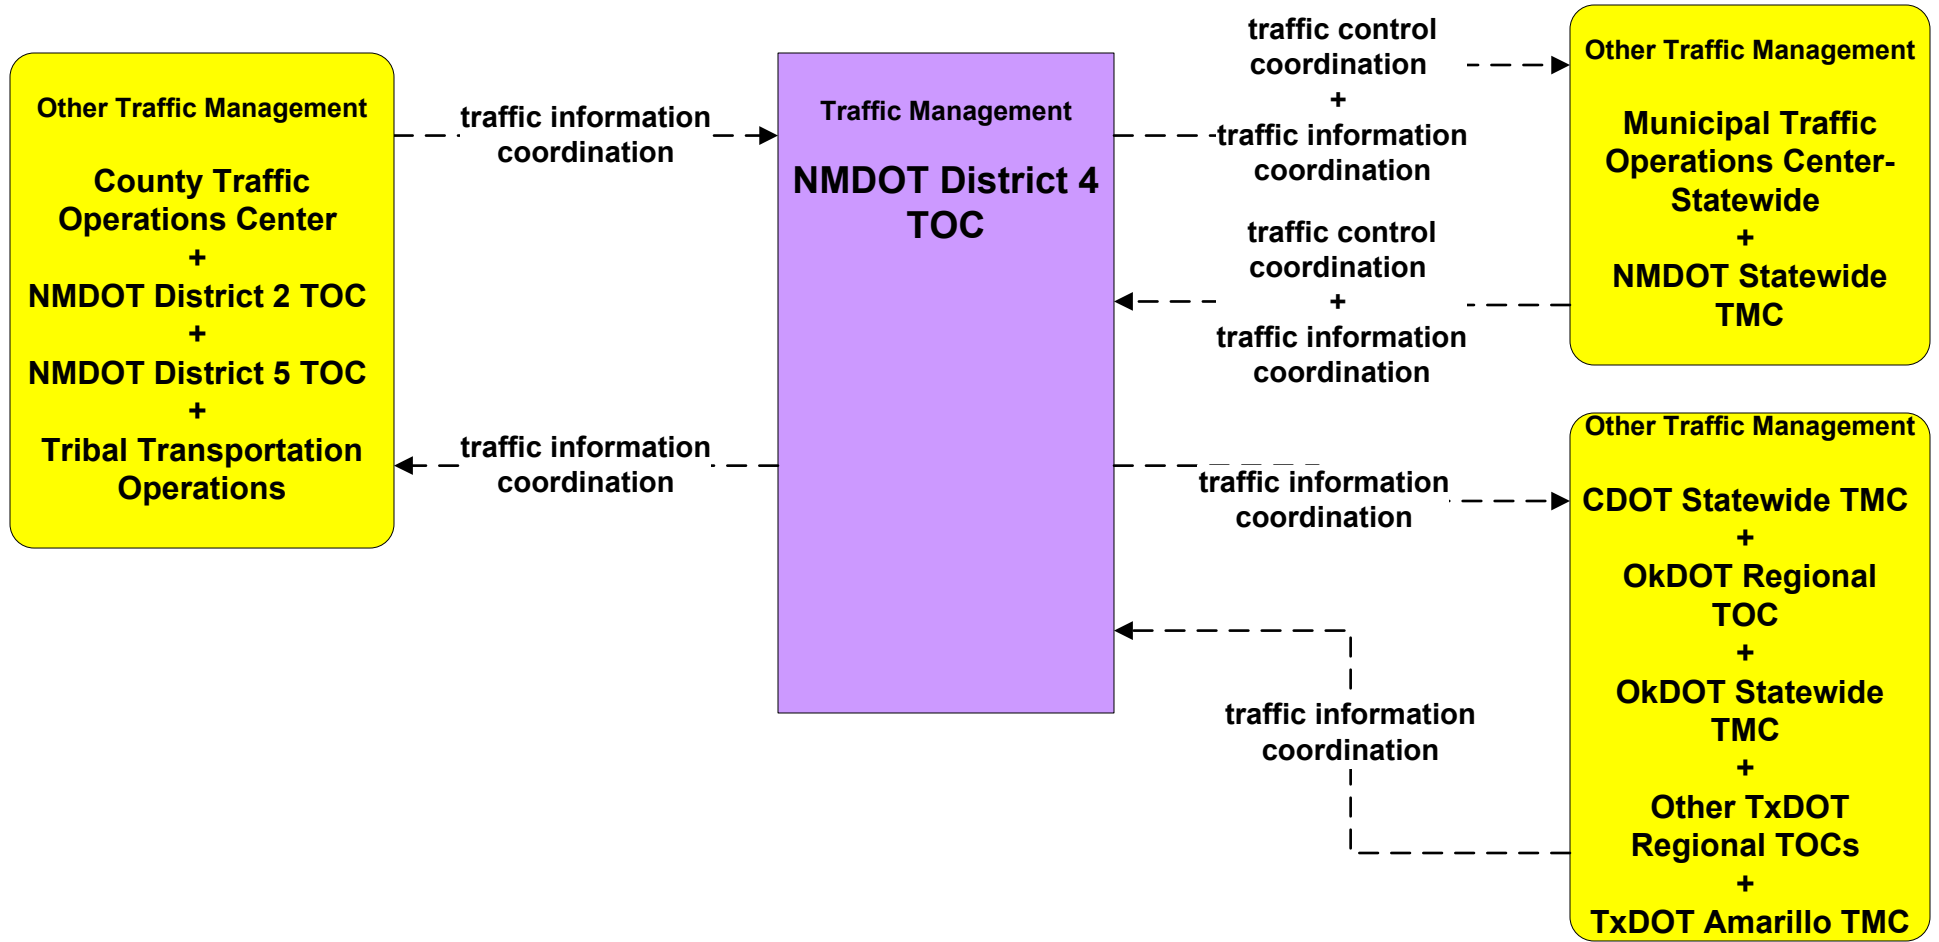 Other Traffic Management
County Traffic
Operations Center
+
NMDOT District 2 TOC
+
NMDOT District 5 TOC
+
Tribal Transportation
Operations
traffic information
coordination
traffic information
coordination
Traffic Management
NMDOT District 4
TOC
traffic control
coordination
+
traffic information
coordination
traffic control
coordination
+
traffic information
coordination
traffic information
coordination
traffic information
coordination
Other Traffic Management
Municipal Traffic
Operations Center-
Statewide
+
NMDOT Statewide
TMC
Other Traffic Management
CDOT Statewide TMC
+
OkDOT Regional
TOC
+
OkDOT Statewide
TMC
+
Other TxDOT
Regional TOCs
+
TxDOT Amarillo TMC